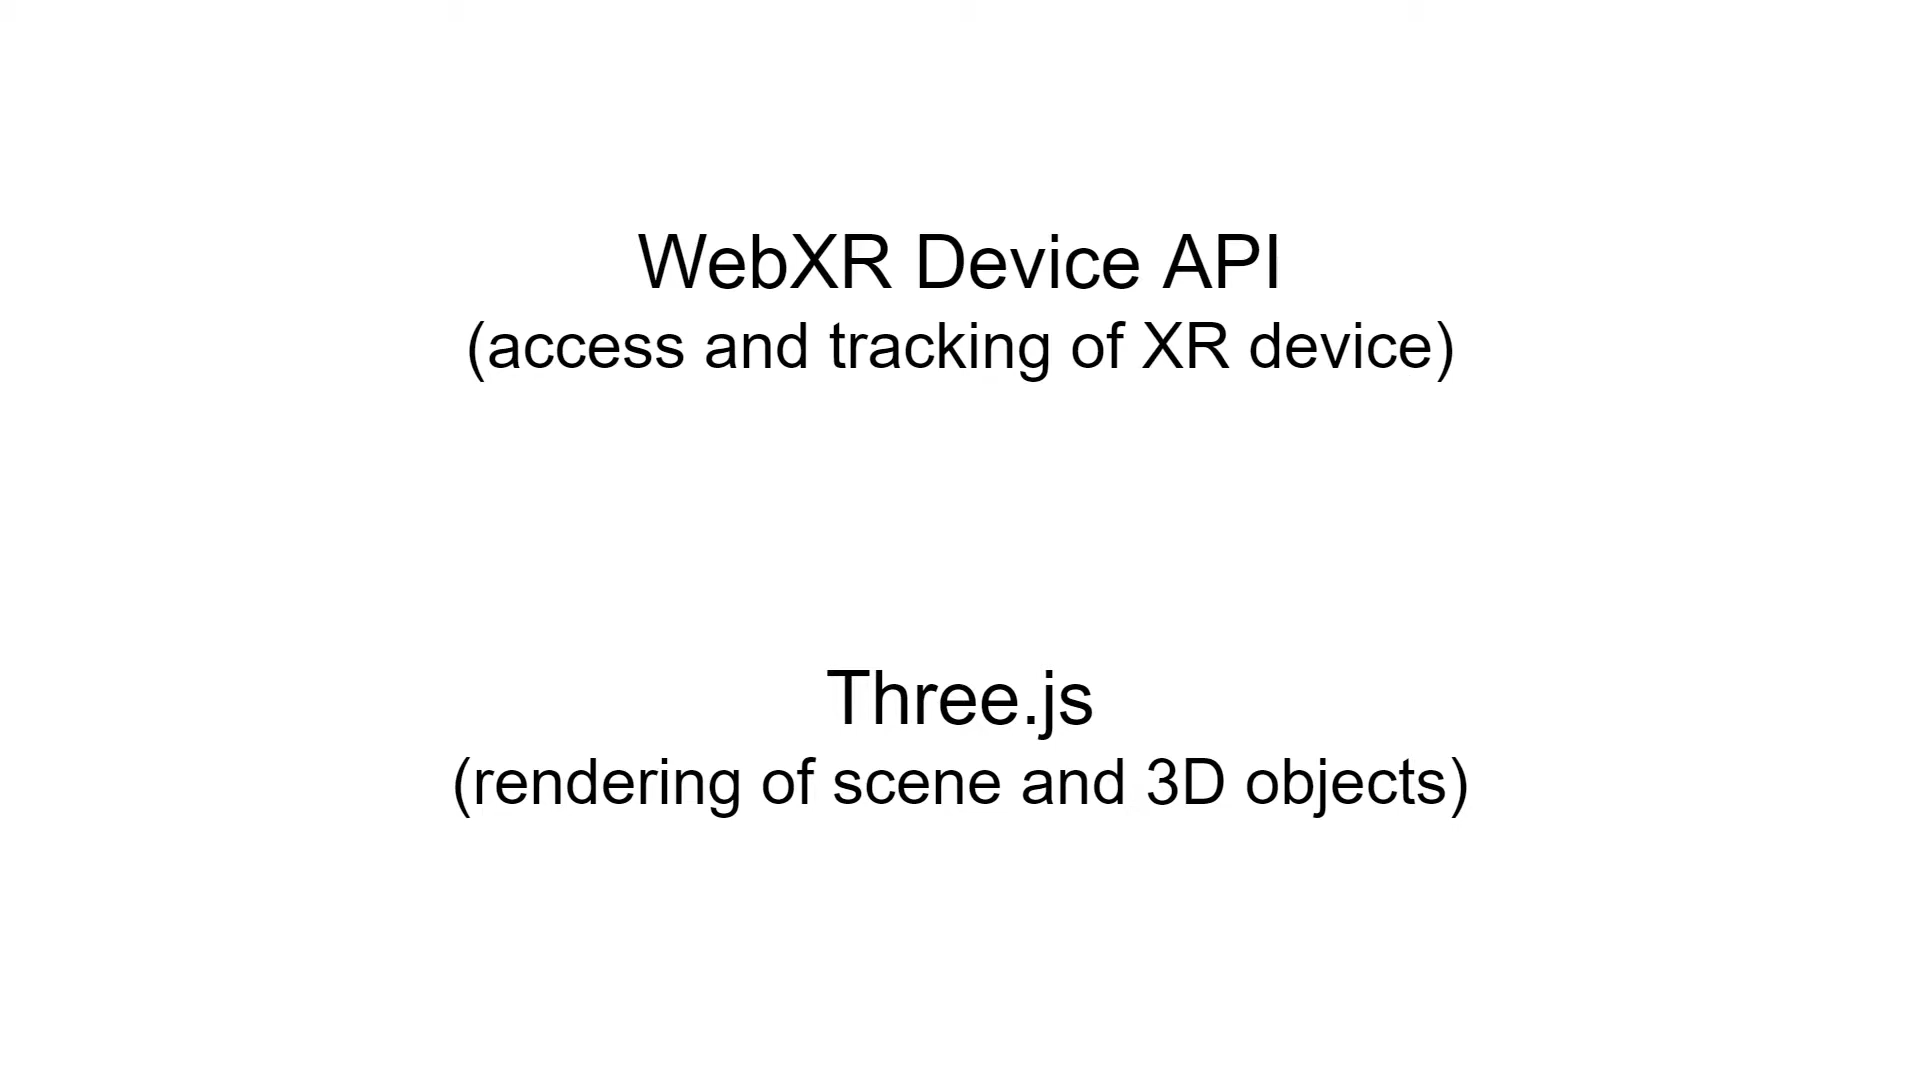 WebXR Device API
(access and tracking of XR device)
Three.js
(rendering of scene and 3D objects)